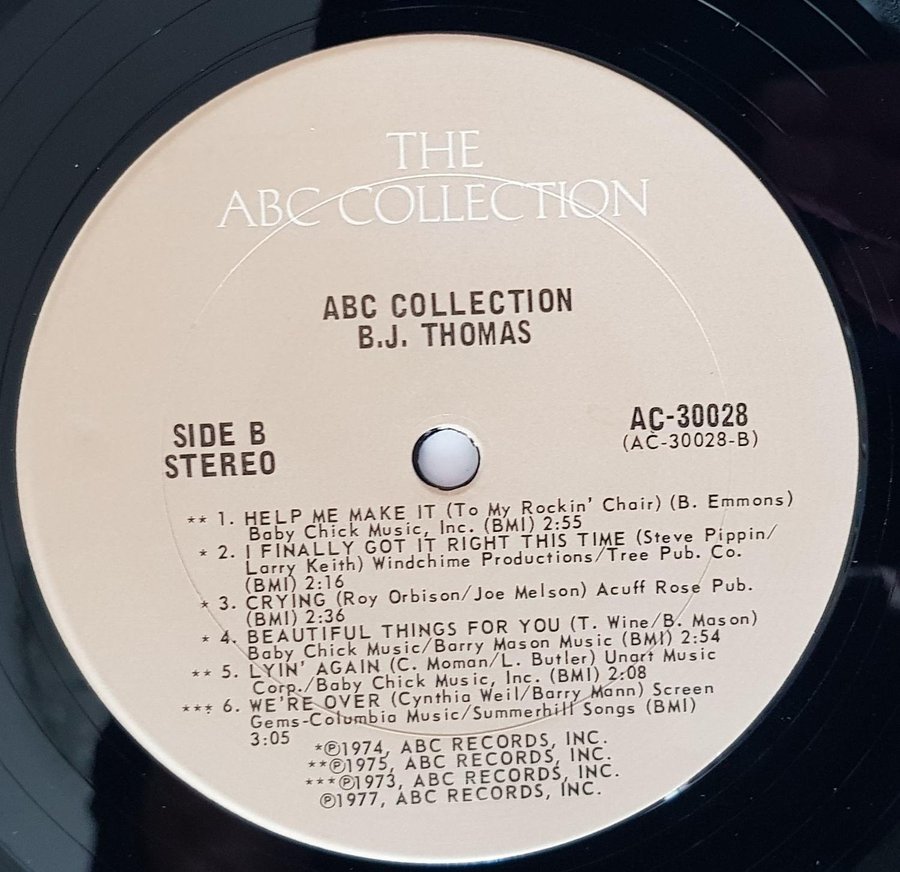 THE
ABC COLLECTION
ABC COLLECTION
B.J. THOMAS
SIDE B
STEREO
AC-30028
(AC-30028-B)
** 1. HELP ME MAKE IT (To My Rockin' Chair) (B. Emmons)
Baby Chick Music, Inc. (BMI) 2:55
* 2. I FINALLY GOT IT RIGHT THIS TIME (Steve Pippin/
Larry Keith) Windchime Productions/Tree Pub. Co.
(BMI) 2:16
* 3. CRYING (Roy Orbison/Joe Melson) Acuff Rose Pub.
(BMI) 2:36
* 4. BEAUTIFUL THINGS FOR YOU (T. Wine/B. Mason)
Baby Chick Music/Barry Mason Music (BMI) 2:54
** 5. LYIN' AGAIN (C. Moman/L. Butler) Unart Music
Corp./Baby Chick Music, Inc. (BMI) 2:08
*** 6. WE'RE OVER (Cynthia Weil/Barry Mann) Screen
Gems-Columbia Music/Summerhill Songs (BMI)
3:05
*℗1974, ABC RECORDS, INC.
**℗1975, ABC RECORDS, INC.
***℗1973, ABC RECORDS, INC.
℗1977, ABC RECORDS, INC.